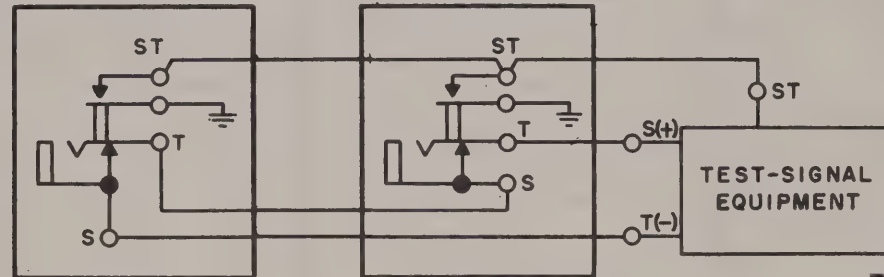 ST
ST
ST
T
T
S(+)
TEST-SIGNAL
EQUIPMENT
S
S
T(-)